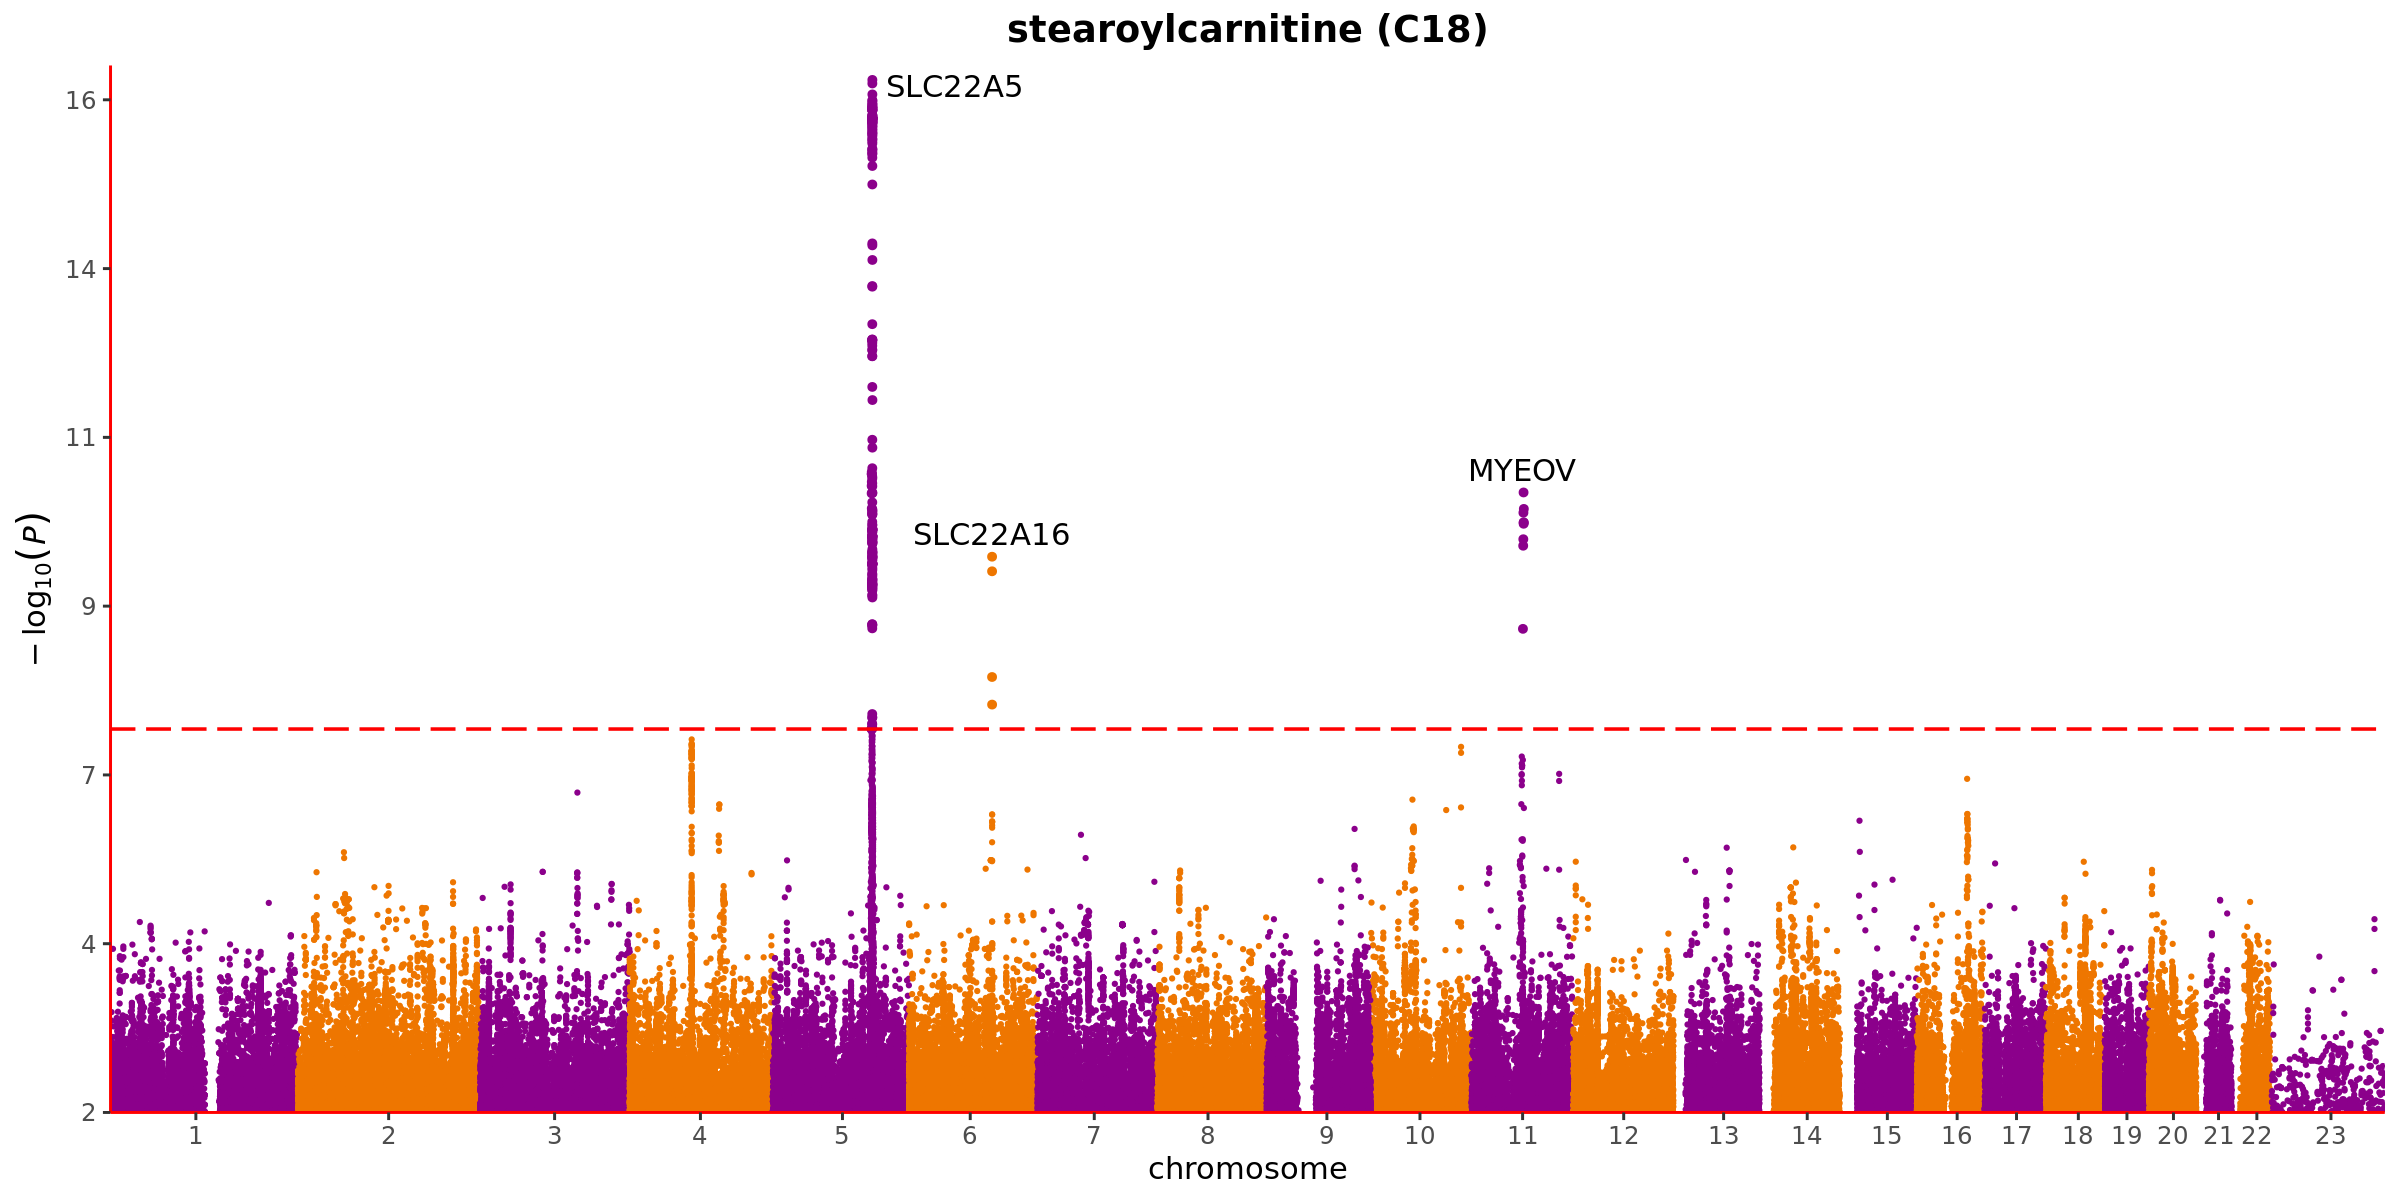 stearoylcarnitine (C18)
16
SLC22A5
14
11
MYEOV
SLC22A16
9
− log₁₀(P)
7
4
2
1 2 3 4 5 6 7 8 9 10 11 12 13 14 15 16 17 18 19 20 21 22 23
chromosome